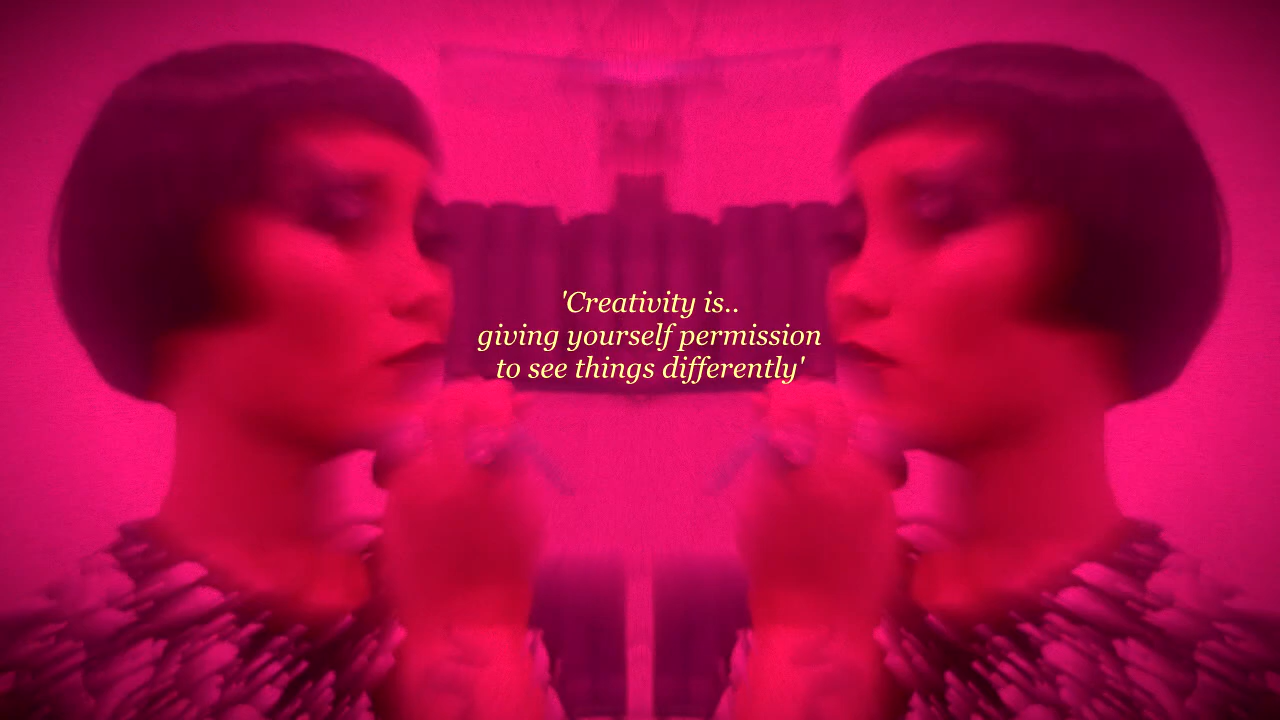 'Creativity is..
giving yourself permission
to see things differently'